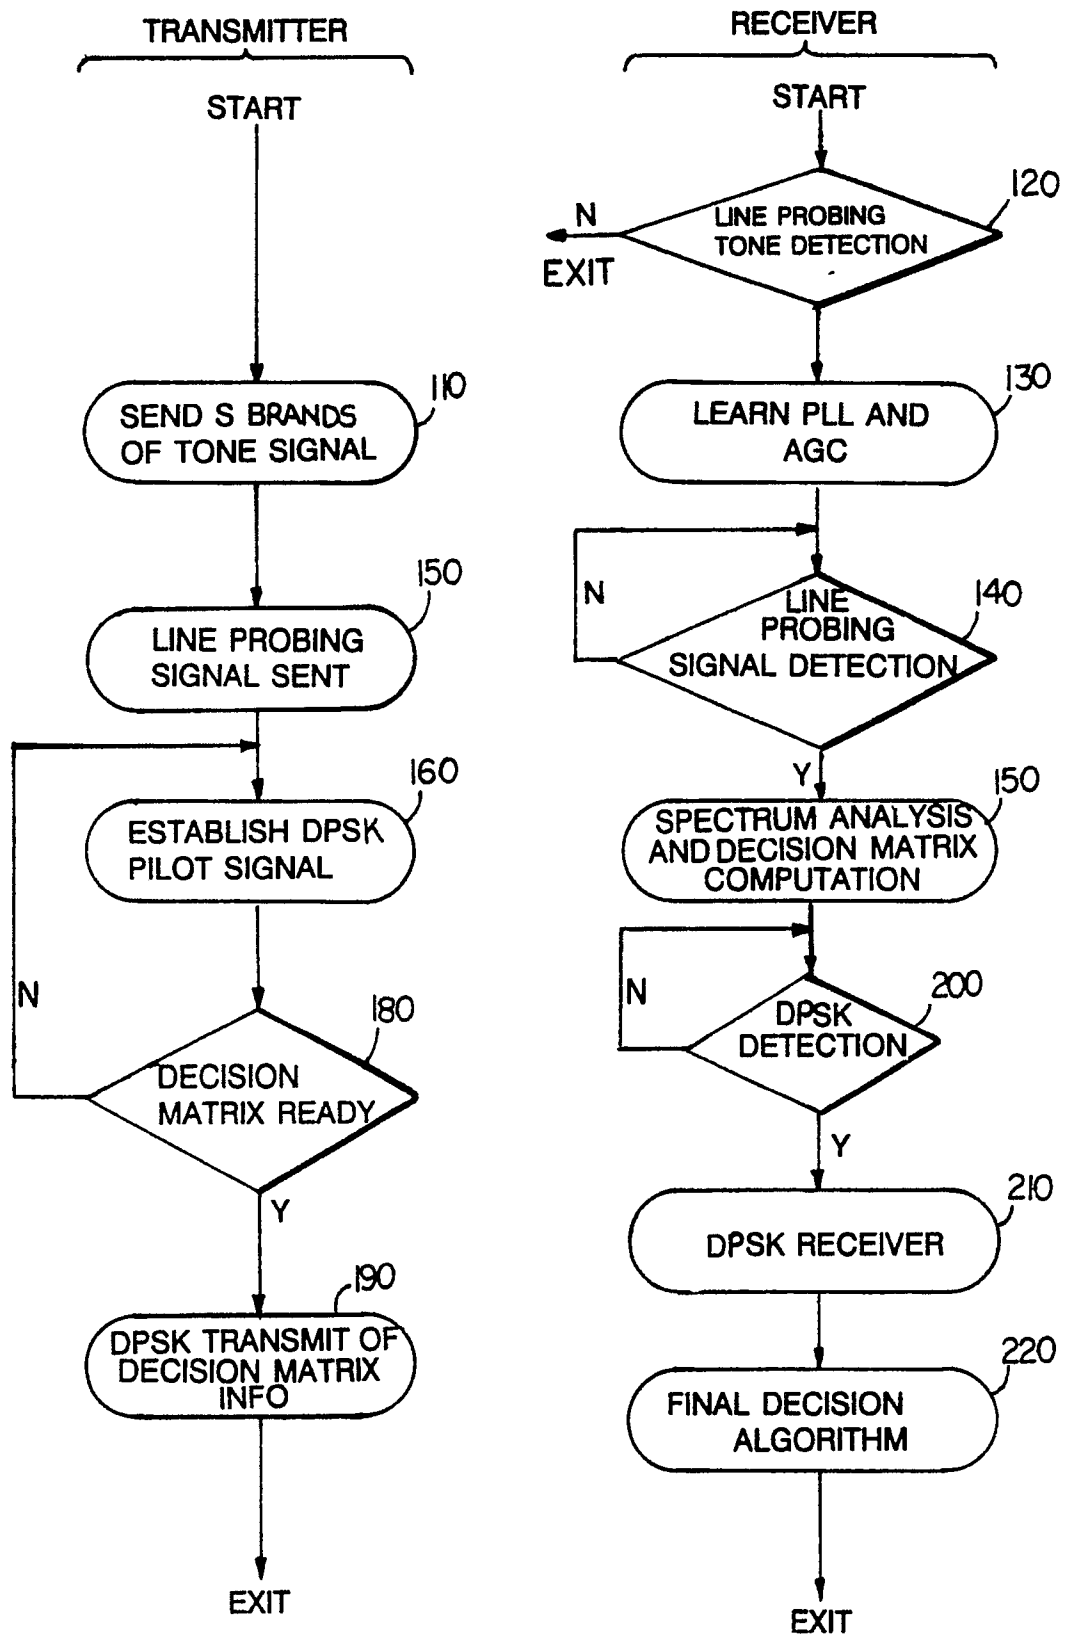 TRANSMITTER
START
110
SEND S BRANDS
OF TONE SIGNAL
150
LINE PROBING
SIGNAL SENT
160
ESTABLISH DPSK
PILOT SIGNAL
N
180
DECISION
MATRIX READY
Y
190
DPSK TRANSMIT OF
DECISION MATRIX
INFO
EXIT
RECEIVER
START
120
LINE PROBING
TONE DETECTION
N
EXIT
130
LEARN PLL AND
AGC
N
140
LINE
PROBING
SIGNAL DETECTION
Y
150
SPECTRUM ANALYSIS
AND DECISION MATRIX
COMPUTATION
N
200
DPSK
DETECTION
Y
210
DPSK RECEIVER
220
FINAL DECISION
ALGORITHM
EXIT